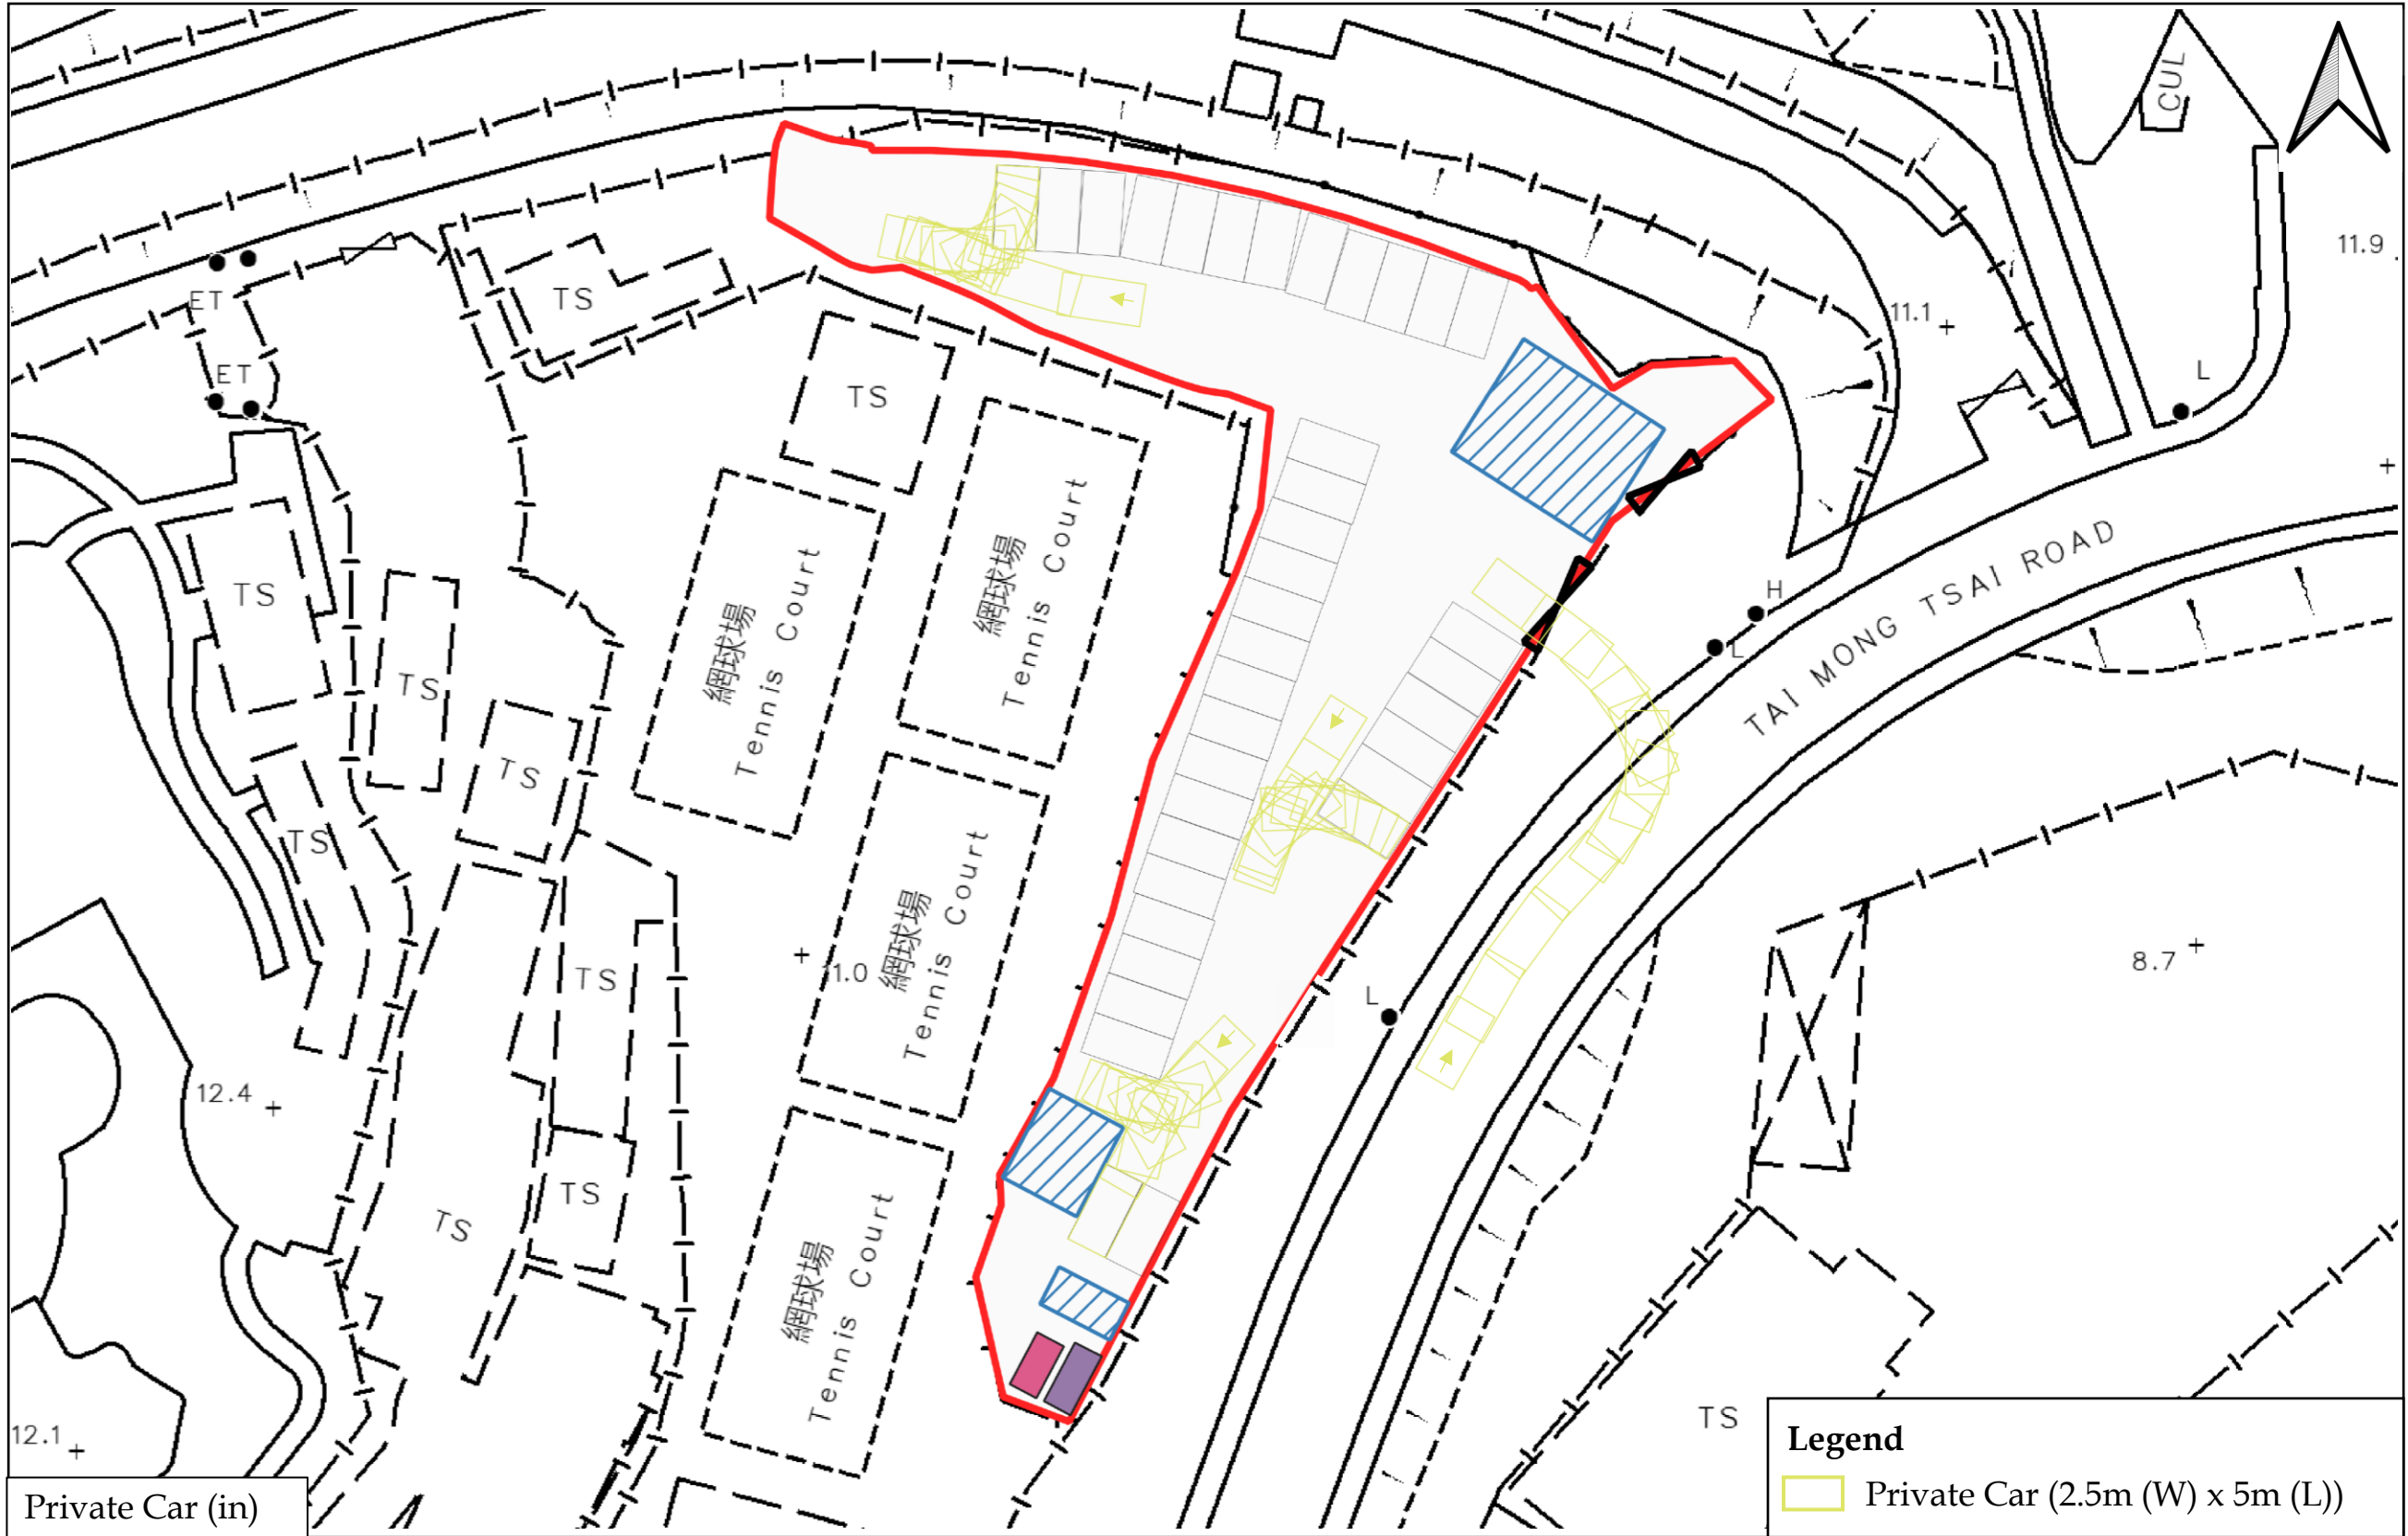 CUL
11.9
ET
TS
11.1
ET
L
TS
網球場
Tennis Court
TS
網球場
Tennis Court
TAI MONG TSAI ROAD
H
L
TS
TS
TS
網球場
Tennis Court
1.0
TS
8.7
L
12.4
TS
TS
網球場
Tennis Court
TS
12.1
Private Car (in)
Legend
Private Car (2.5m (W) x 5m (L))